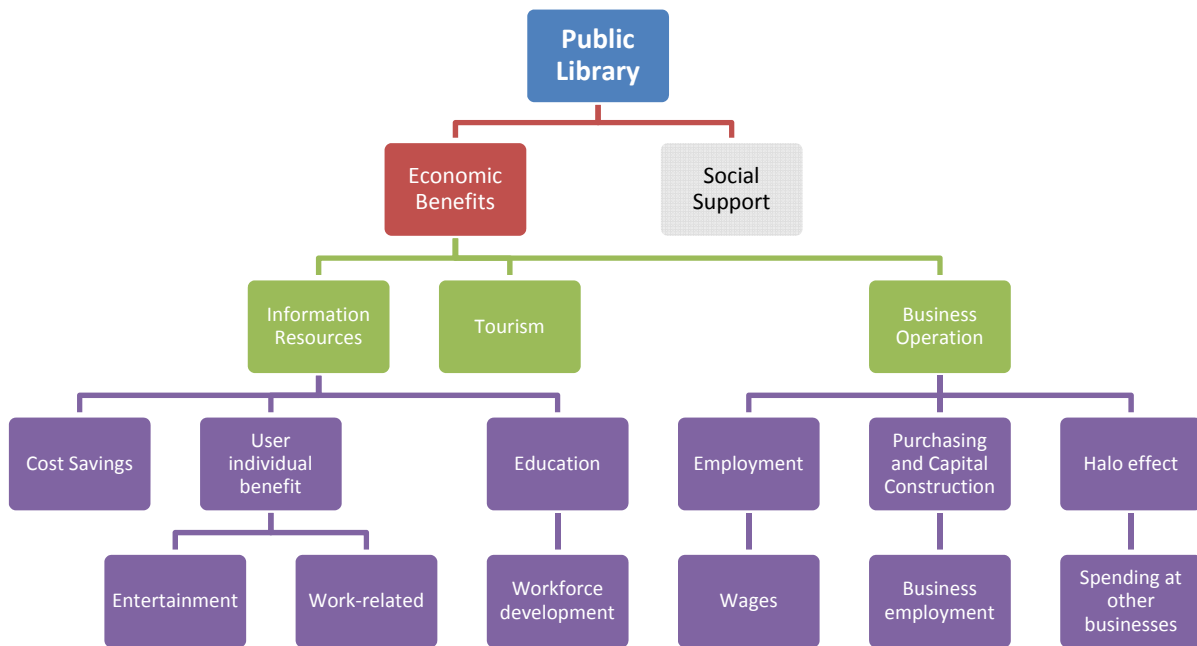 Public
Library
Economic
Benefits
Social
Support
Information
Resources
Tourism
Business
Operation
Cost Savings
User
individual
benefit
Education
Employment
Purchasing
and Capital
Construction
Halo effect
Entertainment
Work-related
Workforce
development
Wages
Business
employment
Spending at
other
businesses